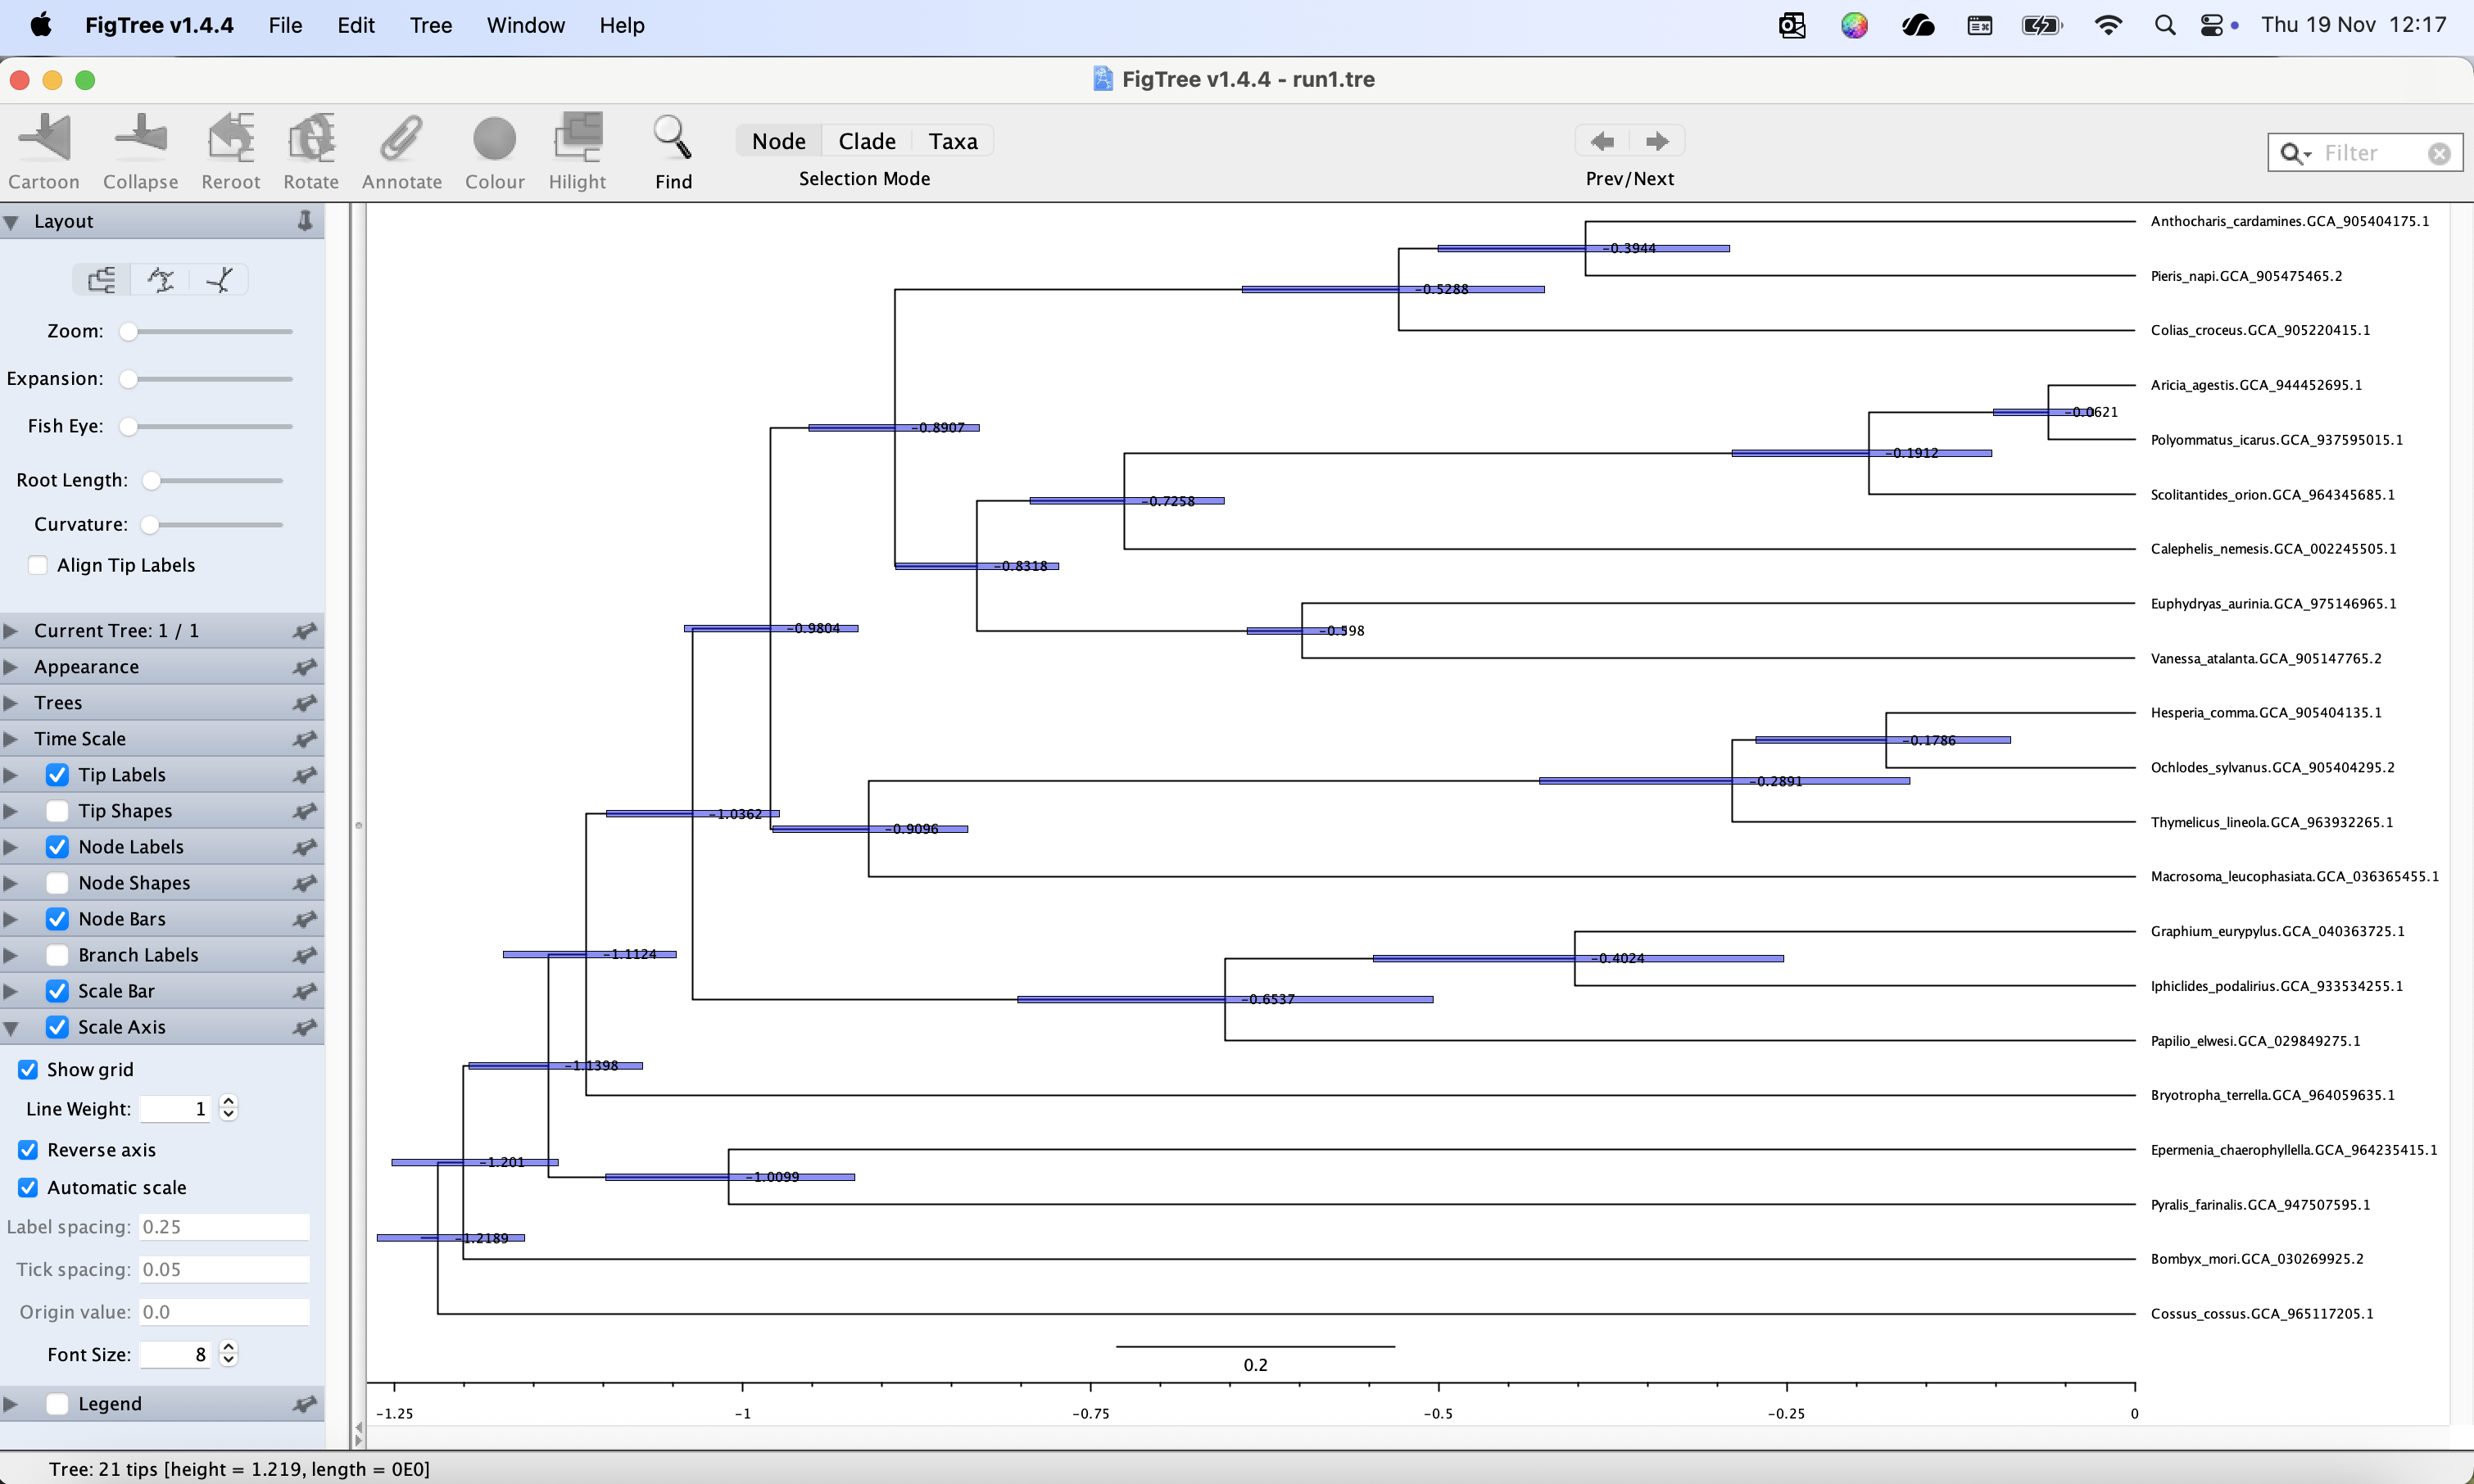 FigTree v1.4.4 File Edit Tree Window Help Thu 19 Nov 12:17
FigTree v1.4.4 - run1.tre
Cartoon Collapse Reroot Rotate Annotate Colour Hilight Find
Node Clade Taxa
Selection Mode
Prev/Next
Filter
Layout
Zoom:
Expansion:
Fish Eye:
Root Length:
Curvature:
Align Tip Labels
Current Tree: 1 / 1
Appearance
Trees
Time Scale
Tip Labels
Tip Shapes
Node Labels
Node Shapes
Node Bars
Branch Labels
Scale Bar
Scale Axis
Show grid
Line Weight: 1
Reverse axis
Automatic scale
Label spacing: 0.25
Tick spacing: 0.05
Origin value: 0.0
Font Size: 8
Legend
Anthocharis_cardamines.GCA_905404175.1
-0.3944
Pieris_napi.GCA_905475465.2
-0.5288
Colias_croceus.GCA_905220415.1
Aricia_agestis.GCA_944452695.1
-0.0621
-0.8907
Polyommatus_icarus.GCA_937595015.1
-0.1912
Scolitantides_orion.GCA_964345685.1
-0.7258
Calephelis_nemesis.GCA_002245505.1
-0.8318
Euphydryas_aurinia.GCA_975146965.1
-0.9804
-0.598
Vanessa_atalanta.GCA_905147765.2
Hesperia_comma.GCA_905404135.1
-0.1786
Ochlodes_sylvanus.GCA_905404295.2
-0.2891
-1.0362
Thymelicus_lineola.GCA_963932265.1
-0.9096
Macrosoma_leucophasiata.GCA_036365455.1
Graphium_eurypylus.GCA_040363725.1
-1.1124
-0.4024
Iphiclides_podalirius.GCA_933534255.1
-0.6537
Papilio_elwesi.GCA_029849275.1
-1.1398
Bryotropha_terrella.GCA_964059635.1
Epermenia_chaerophyllella.GCA_964235415.1
-1.201
-1.0099
Pyralis_farinalis.GCA_947507595.1
-1.2189
Bombyx_mori.GCA_030269925.2
Cossus_cossus.GCA_965117205.1
0.2
-1.25 -1 -0.75 -0.5 -0.25 0
Tree: 21 tips [height = 1.219, length = 0E0]